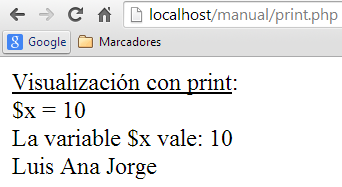 localhost/manual/print.php
Google Marcadores
Visualización con print:
$x = 10
La variable $x vale: 10
Luis Ana Jorge